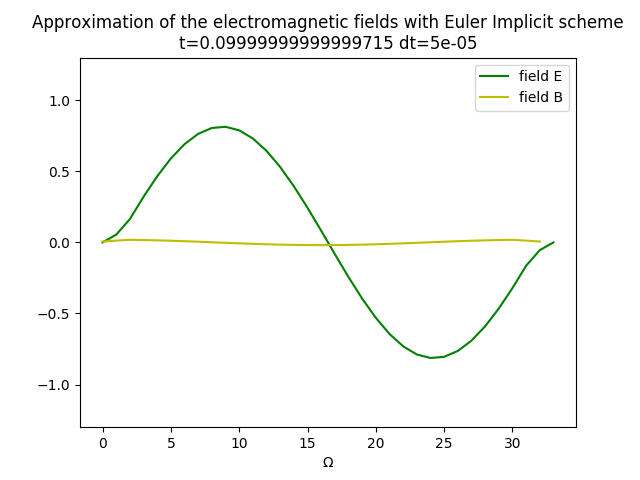 Approximation of the electromagnetic fields with Euler Implicit scheme
t=0.09999999999999715 dt=5e-05
field E
field B
1.0
0.5
0.0
−0.5
−1.0
0 5 10 15 20 25 30
Ω